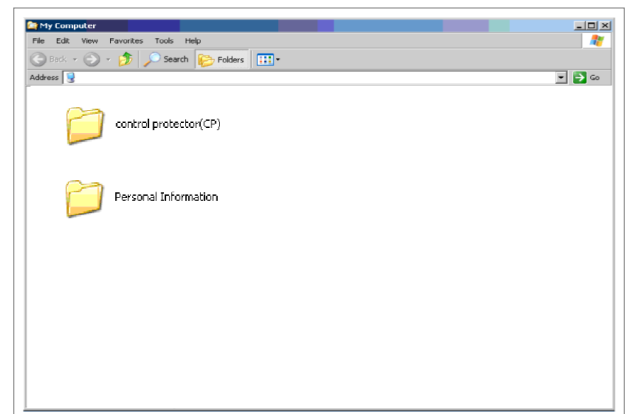 My Computer
File Edit View Favorites Tools Help
Back Search Folders
Address Go
control protector(CP)
Personal Information